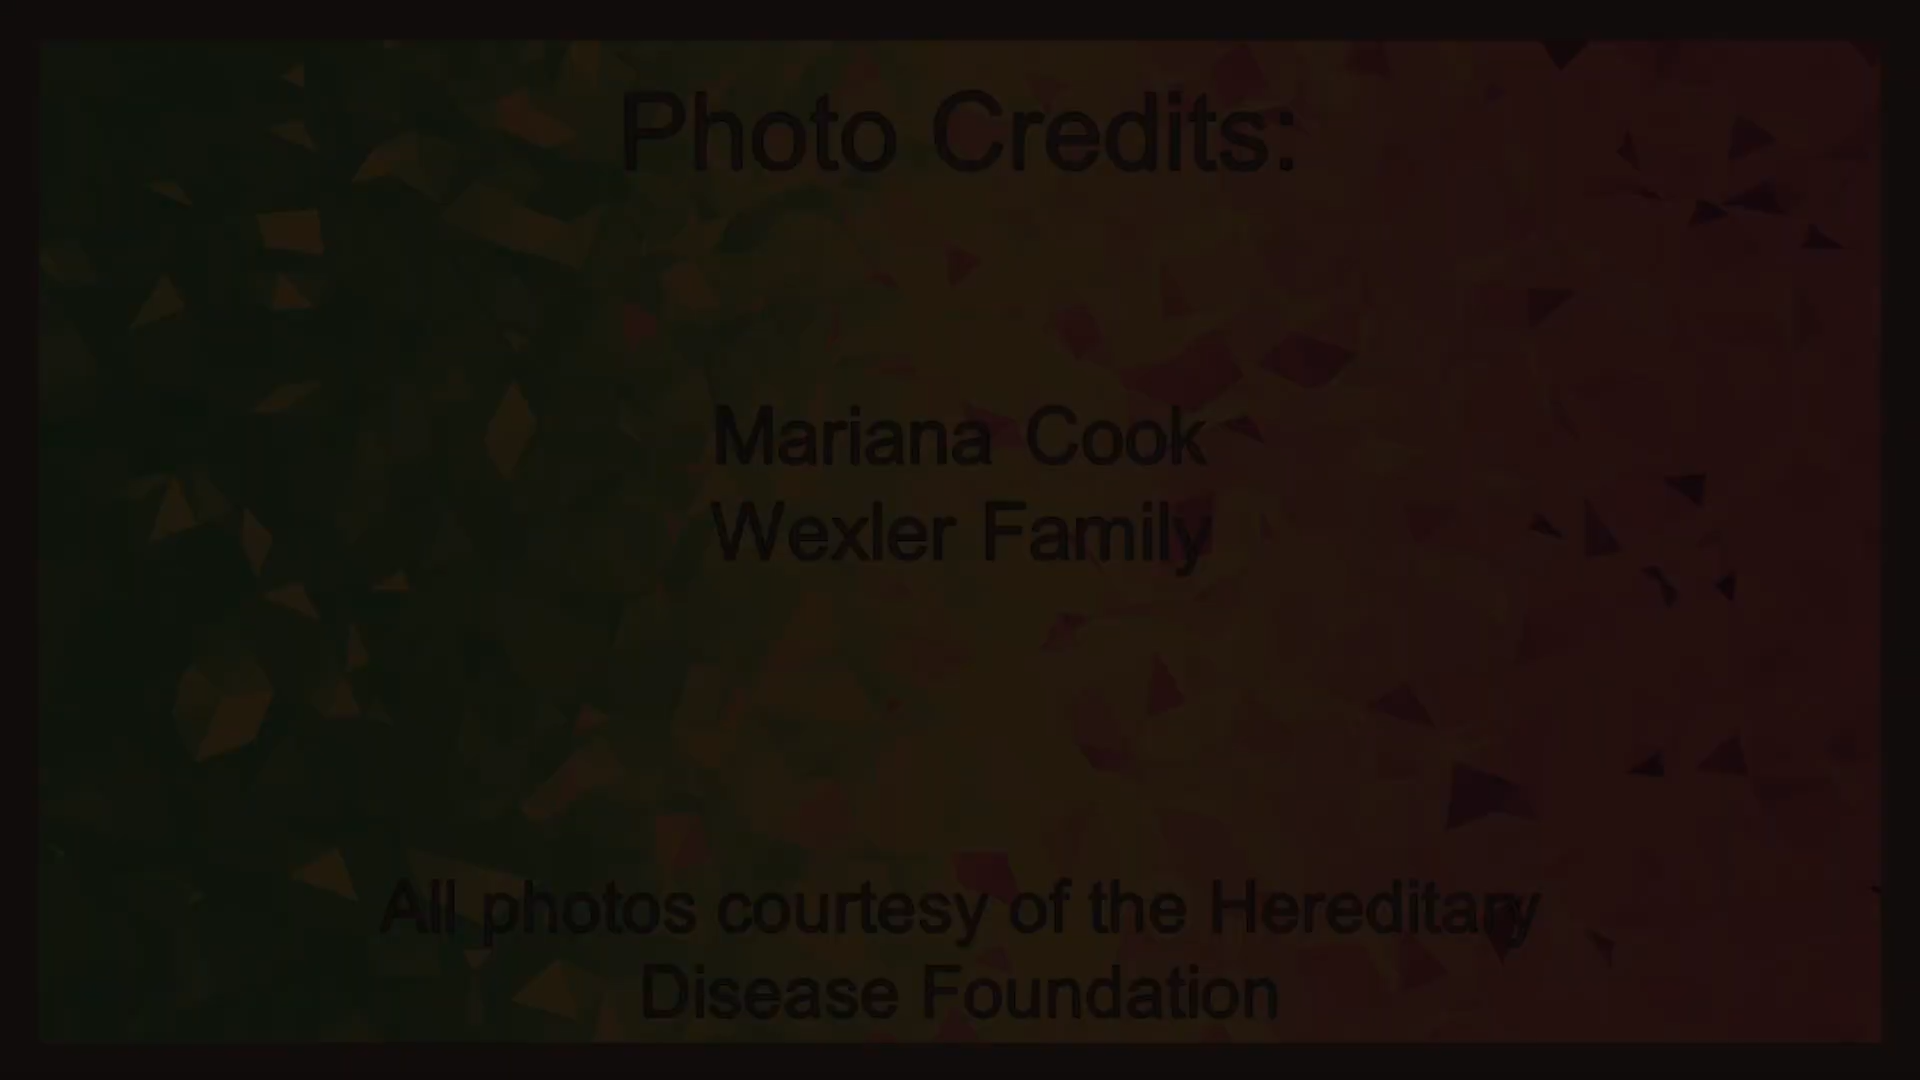 Photo Credits:
Mariana Cook
Wexler Family
All photos courtesy of the Hereditary
Disease Foundation